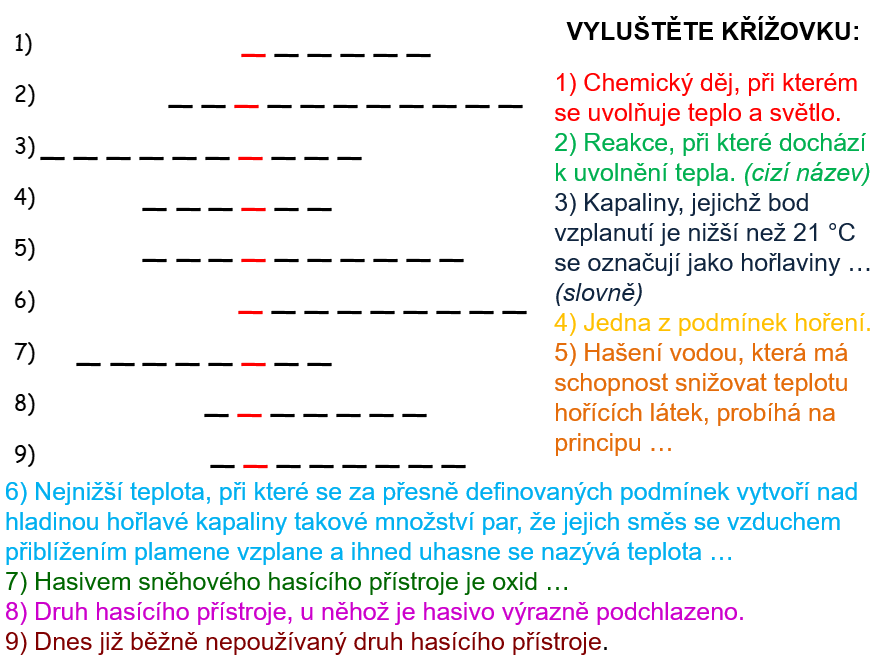 VYLUŠTĚTE KŘÍŽOVKU:
1)
2)
3)
4)
5)
6)
7)
8)
9)
1) Chemický děj, při kterém
se uvolňuje teplo a světlo.
2) Reakce, při které dochází
k uvolnění tepla. (cizí název)
3) Kapaliny, jejichž bod
vzplanutí je nižší než 21 °C
se označují jako hořlaviny …
(slovně)
4) Jedna z podmínek hoření.
5) Hašení vodou, která má
schopnost snižovat teplotu
hořících látek, probíhá na
principu …
6) Nejnižší teplota, při které se za přesně definovaných podmínek vytvoří nad
hladinou hořlavé kapaliny takové množství par, že jejich směs se vzduchem
přiblížením plamene vzplane a ihned uhasne se nazývá teplota …
7) Hasivem sněhového hasícího přístroje je oxid …
8) Druh hasícího přístroje, u něhož je hasivo výrazně podchlazeno.
9) Dnes již běžně nepoužívaný druh hasícího přístroje.